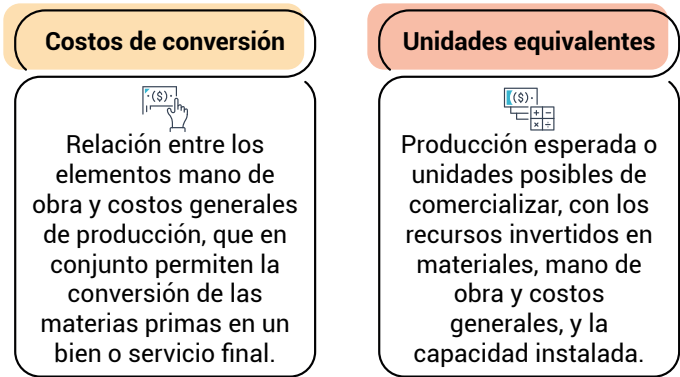 Costos de conversión
Relación entre los
elementos mano de
obra y costos generales
de producción, que en
conjunto permiten la
conversión de las
materias primas en un
bien o servicio final.
Unidades equivalentes
Producción esperada o
unidades posibles de
comercializar, con los
recursos invertidos en
materiales, mano de
obra y costos
generales, y la
capacidad instalada.